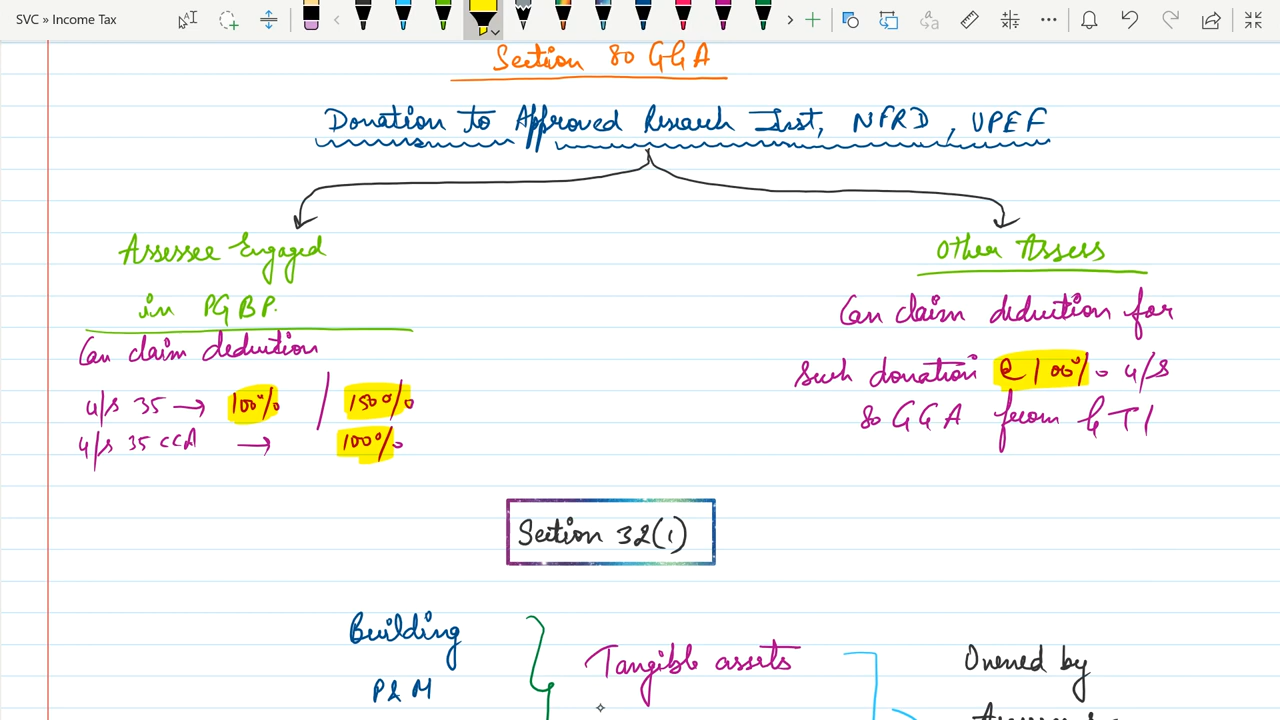 SVC » Income Tax
Section 80 GGA
Donation to Approved Research Inst, NFRD, UPEF
Assessee Engaged
in PGBP.
Can claim deduction
u/s 35 → 100% / 150%
u/s 35 CCA → 100%
Other Assess
Can claim deduction for
such donation @ 100% u/s
80 GGA from GTI
Section 32(1)
Building
P&M
Tangible assets
Owned by